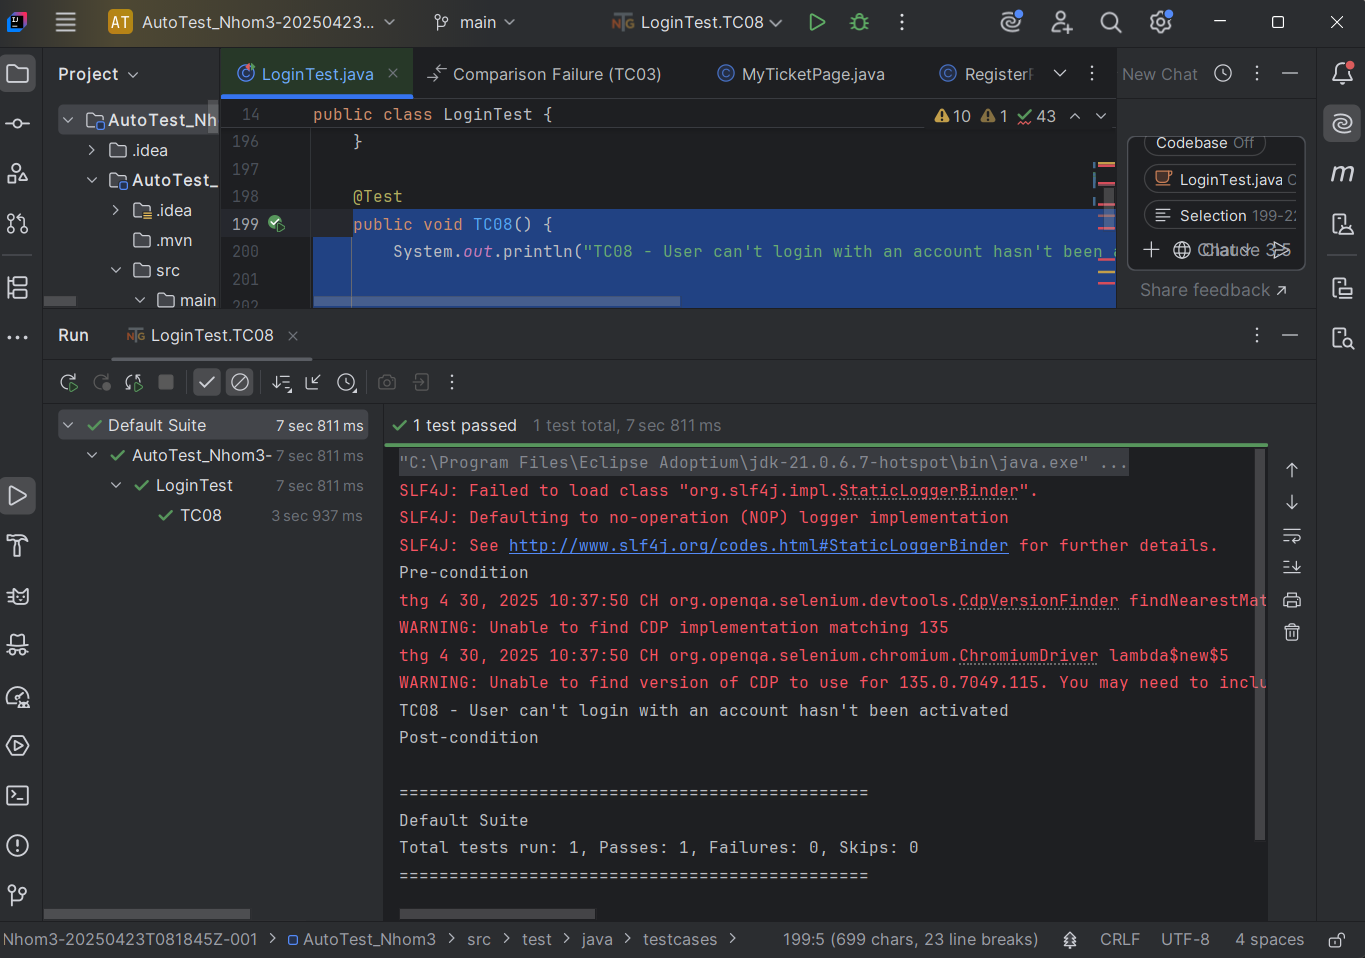 AT AutoTest_Nhom3-20250423... main LoginTest.TC08
Project
LoginTest.java
Comparison Failure (TC03)
MyTicketPage.java
Register
New Chat
AutoTest_Nh
.idea
AutoTest_
.idea
.mvn
src
main
14 public class LoginTest {
10 1 43
196 }
197
198 @Test
199 public void TC08() {
200 System.out.println("TC08 - User can't login with an account hasn't been
201
202
Codebase Off
LoginTest.java
Selection 199-22
Share feedback ↗
Run LoginTest.TC08
Default Suite 7 sec 811 ms
AutoTest_Nhom3- 7 sec 811 ms
LoginTest 7 sec 811 ms
TC08 3 sec 937 ms
1 test passed 1 test total, 7 sec 811 ms
"C:\Program Files\Eclipse Adoptium\jdk-21.0.6.7-hotspot\bin\java.exe" ...
SLF4J: Failed to load class "org.slf4j.impl.StaticLoggerBinder".
SLF4J: Defaulting to no-operation (NOP) logger implementation
SLF4J: See http://www.slf4j.org/codes.html#StaticLoggerBinder for further details.
Pre-condition
thg 4 30, 2025 10:37:50 CH org.openqa.selenium.devtools.CdpVersionFinder findNearestMat
WARNING: Unable to find CDP implementation matching 135
thg 4 30, 2025 10:37:50 CH org.openqa.selenium.chromium.ChromiumDriver lambda$new$5
WARNING: Unable to find version of CDP to use for 135.0.7049.115. You may need to inclu
TC08 - User can't login with an account hasn't been activated
Post-condition
===============================================
Default Suite
Total tests run: 1, Passes: 1, Failures: 0, Skips: 0
===============================================
Nhom3-20250423T081845Z-001 > AutoTest_Nhom3 > src > test > java > testcases >
199:5 (699 chars, 23 line breaks) CRLF UTF-8 4 spaces